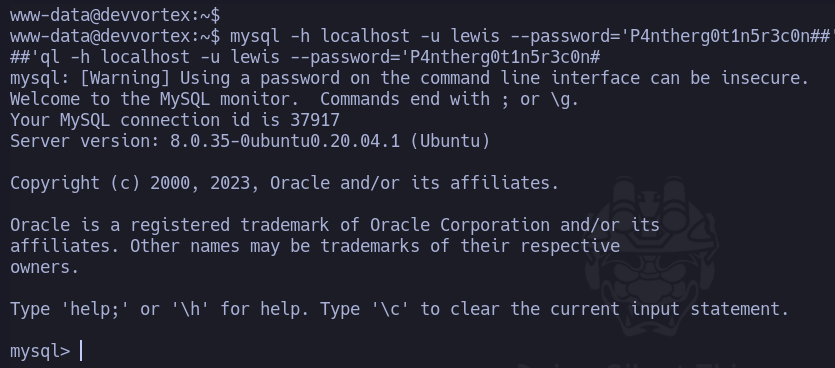 www-data@devvortex:~$
www-data@devvortex:~$ mysql -h localhost -u lewis --password='P4ntherg0t1n5r3c0n##'
##'ql -h localhost -u lewis --password='P4ntherg0t1n5r3c0n#
mysql: [Warning] Using a password on the command line interface can be insecure.
Welcome to the MySQL monitor.  Commands end with ; or \g.
Your MySQL connection id is 37917
Server version: 8.0.35-0ubuntu0.20.04.1 (Ubuntu)
Copyright (c) 2000, 2023, Oracle and/or its affiliates.
Oracle is a registered trademark of Oracle Corporation and/or its
affiliates. Other names may be trademarks of their respective
owners.
Type 'help;' or '\h' for help. Type '\c' to clear the current input statement.
mysql>